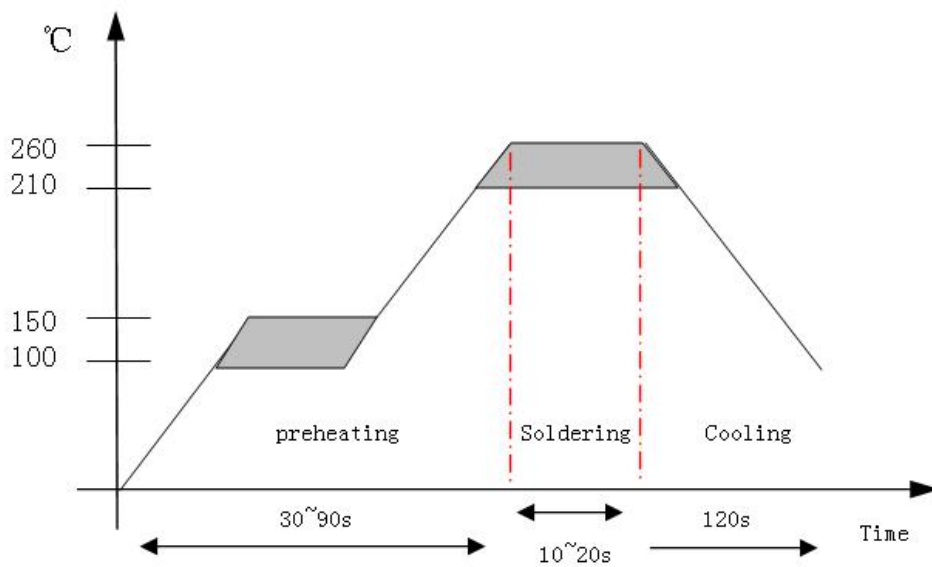 ℃
260
210
150
100
preheating
Soldering
Cooling
30~90s
10~20s
120s
Time